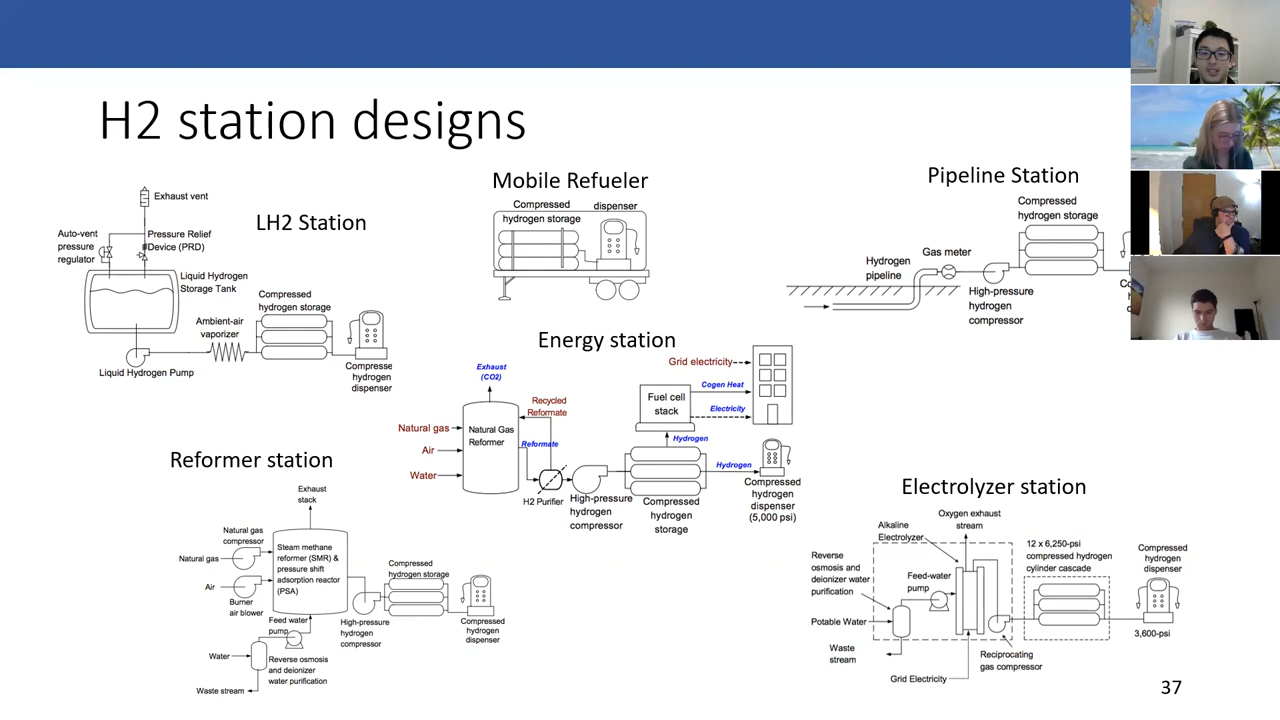 H2 station designs
LH2 Station
Exhaust vent
Auto-vent
pressure
regulator
Pressure Relief
Device (PRD)
Liquid Hydrogen
Storage Tank
Ambient-air
vaporizer
Compressed
hydrogen storage
Liquid Hydrogen Pump
Compresse
hydrogen
dispenser
Mobile Refueler
Compressed
hydrogen storage
dispenser
Pipeline Station
Compressed
hydrogen storage
Gas meter
Hydrogen
pipeline
High-pressure
hydrogen
compressor
Energy station
Exhaust
(CO2)
Recycled
Reformate
Natural gas
Air
Water
Natural Gas
Reformer
Reformate
H2 Purifier
High-pressure
hydrogen
compressor
Compressed
hydrogen
storage
Hydrogen
Fuel cell
stack
Grid electricity
Cogen Heat
Electricity
Hydrogen
Compressed
hydrogen
dispenser
(5,000 psi)
Reformer station
Exhaust
stack
Natural gas
compressor
Natural gas
Air
Burner
air blower
Steam methane
reformer (SMR) &
pressure shift
adsorption reactor
(PSA)
Feed water
pump
Water
Reverse osmosis
and deionizer
water purification
Waste stream
High-pressure
hydrogen
compressor
Compressed
hydrogen storage
Compressed
hydrogen
dispenser
Electrolyzer station
Oxygen exhaust
stream
Alkaline
Electrolyzer
Reverse
osmosis and
deionizer water
purification
Feed-water
pump
Potable Water
Waste
stream
Grid Electricity
Reciprocating
gas compressor
12 x 6,250-psi
compressed hydrogen
cylinder cascade
Compressed
hydrogen
dispenser
3,600-psi
37